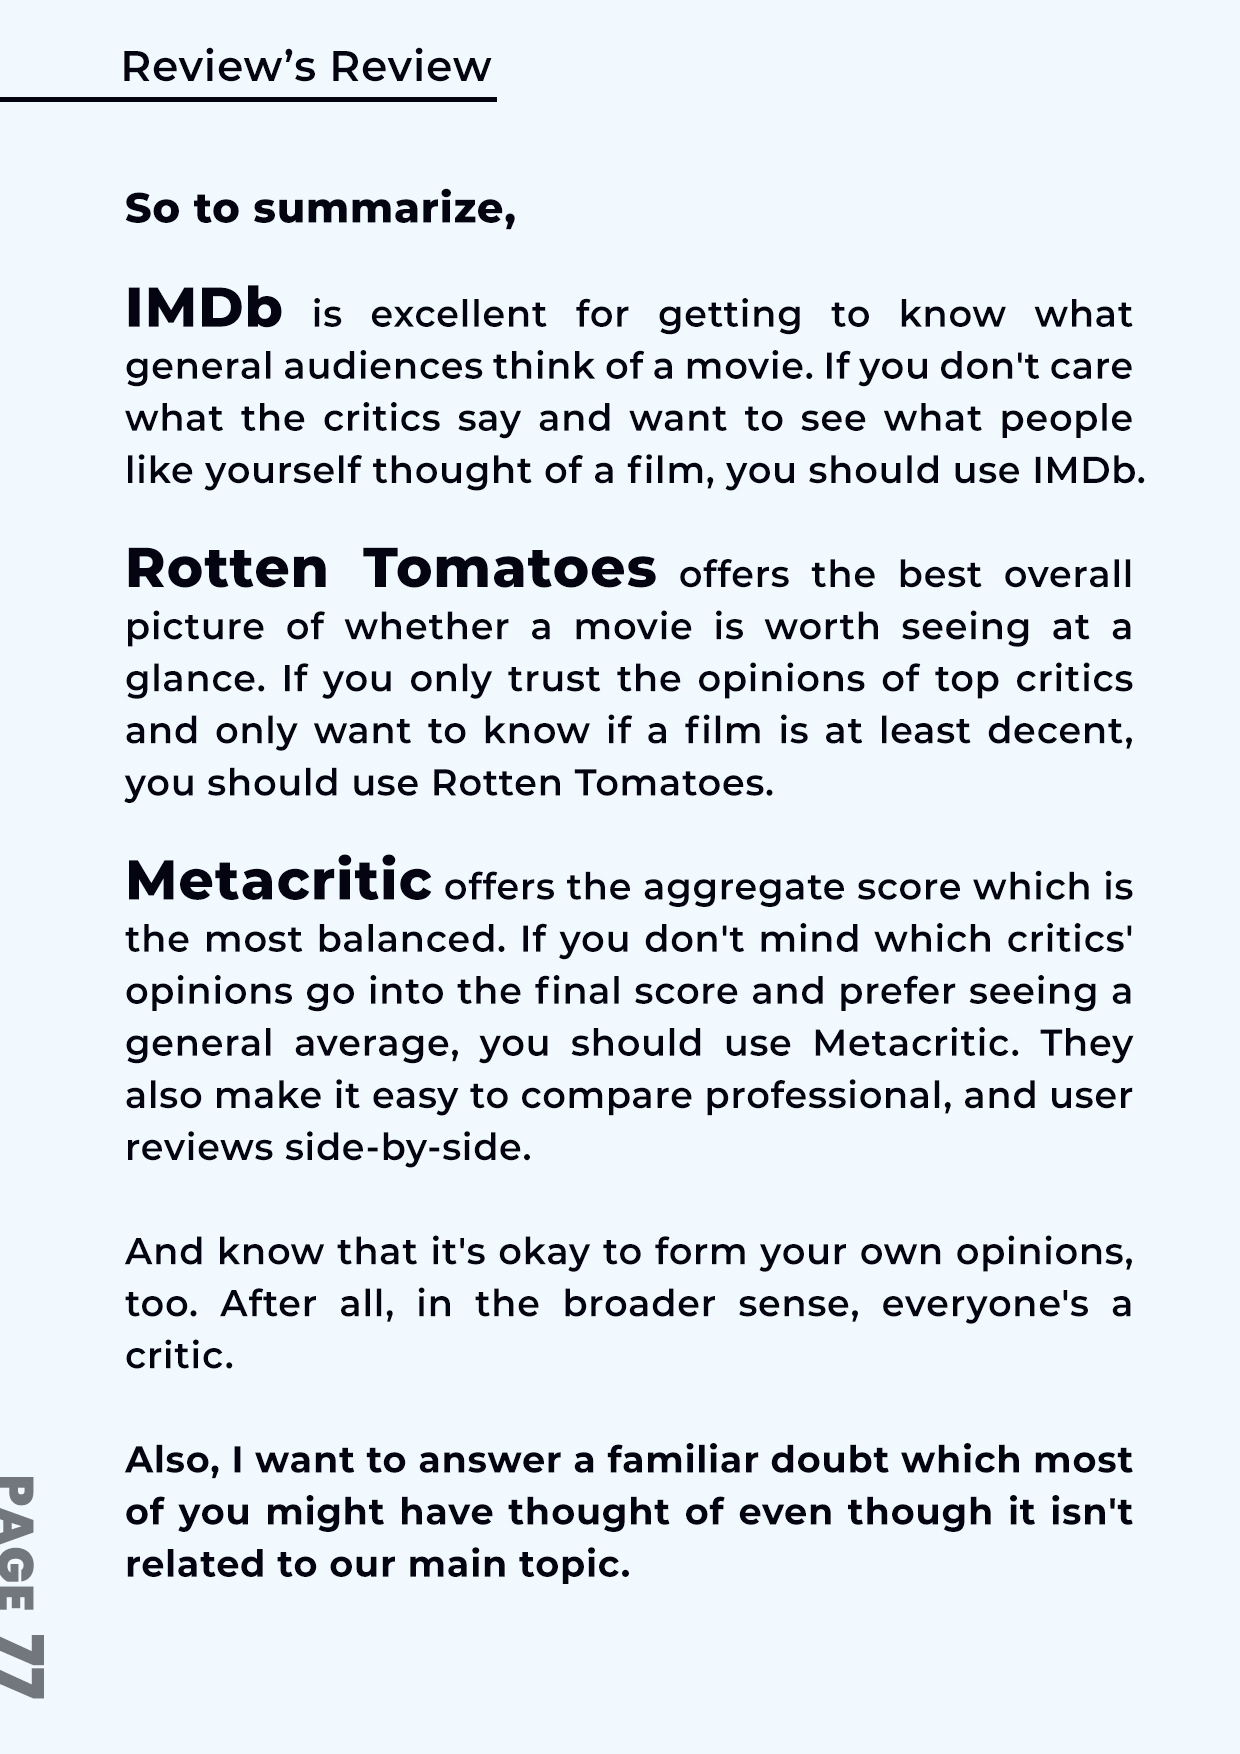 Review’s Review
So to summarize,
IMDb is excellent for getting to know what
general audiences think of a movie. If you don't care
what the critics say and want to see what people
like yourself thought of a film, you should use IMDb.
Rotten Tomatoes offers the best overall
picture of whether a movie is worth seeing at a
glance. If you only trust the opinions of top critics
and only want to know if a film is at least decent,
you should use Rotten Tomatoes.
Metacritic offers the aggregate score which is
the most balanced. If you don't mind which critics'
opinions go into the final score and prefer seeing a
general average, you should use Metacritic. They
also make it easy to compare professional, and user
reviews side-by-side.
And know that it's okay to form your own opinions,
too. After all, in the broader sense, everyone's a
critic.
Also, I want to answer a familiar doubt which most
of you might have thought of even though it isn't
related to our main topic.
PAGE 77